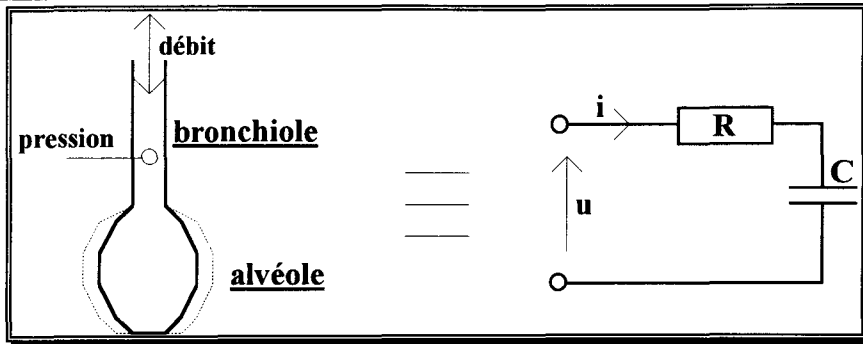 débit
pression
bronchiole
alvéole
i
R
C
u